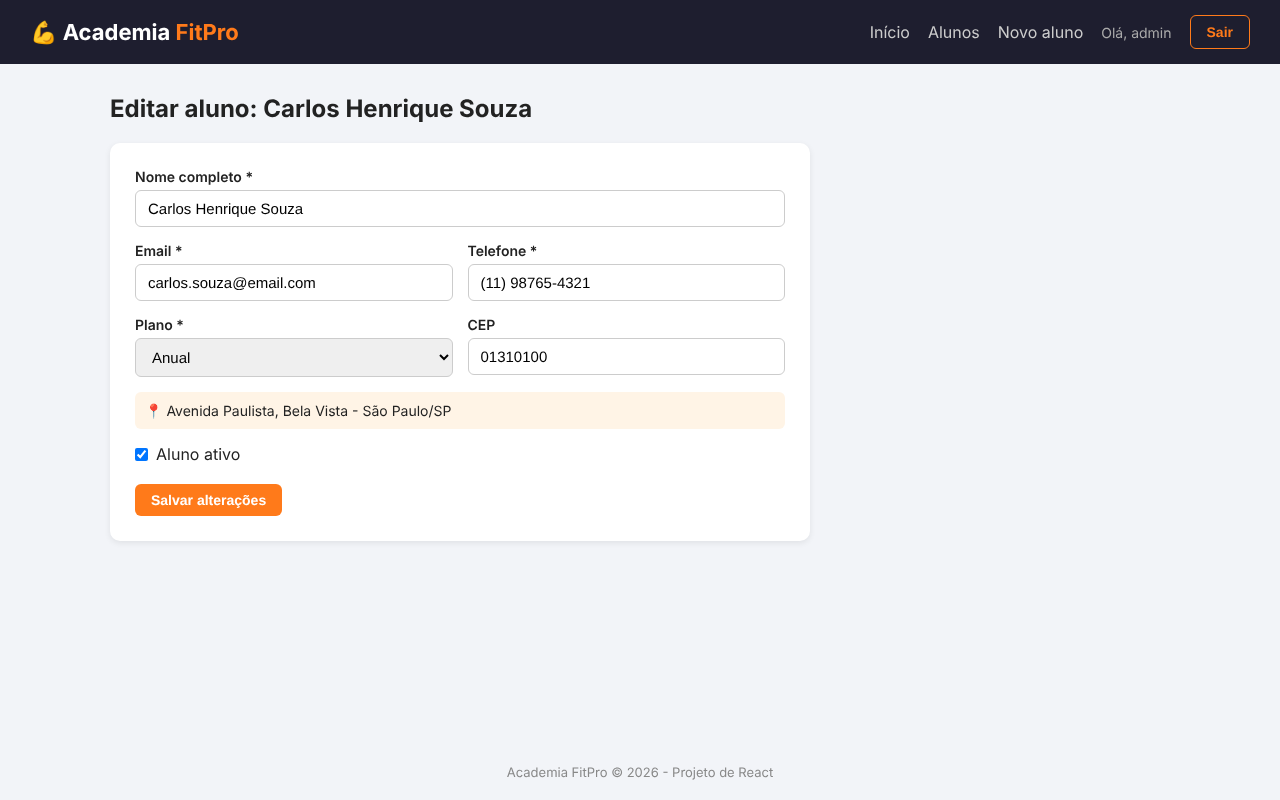 💪 Academia FitPro
Início Alunos Novo aluno Olá, admin Sair
Editar aluno: Carlos Henrique Souza
Nome completo *
Carlos Henrique Souza
Email * Telefone *
carlos.souza@email.com (11) 98765-4321
Plano * CEP
Anual 01310100
📍 Avenida Paulista, Bela Vista - São Paulo/SP
Aluno ativo
Salvar alterações
Academia FitPro © 2026 - Projeto de React